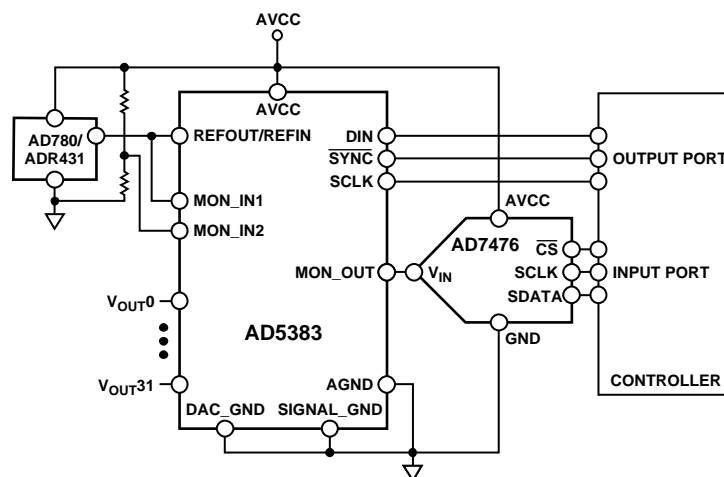 AVCC
AVCC
AD780/
ADR431
REFOUT/REFIN
MON_IN1
MON_IN2
VOUT0
VOUT31
AD5383
DAC_GND
SIGNAL_GND
DIN
SYNC
SCLK
MON_OUT
AGND
AVCC
AD7476
VIN
CS
SCLK
SDATA
GND
OUTPUT PORT
INPUT PORT
CONTROLLER